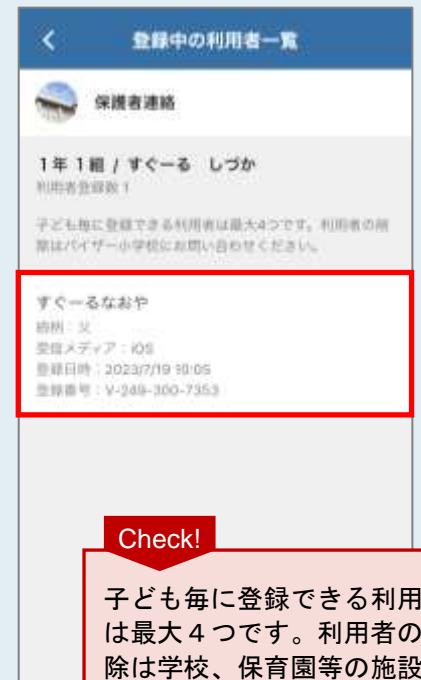 登録中の利用者一覧
保護者連絡
1年 1組 / すぐーる しづか
利用者登録数 1
子ども毎に登録できる利用者は最大4つです。利用者の削
除はバイザー小学校にお問い合わせください。
すぐーるなおや
続柄：父
受信メディア：iOS
登録日時：2023/7/19 10:05
登録番号：V-249-300-7353
Check!
子ども毎に登録できる利用
は最大４つです。利用者の
除は学校、保育園等の施設